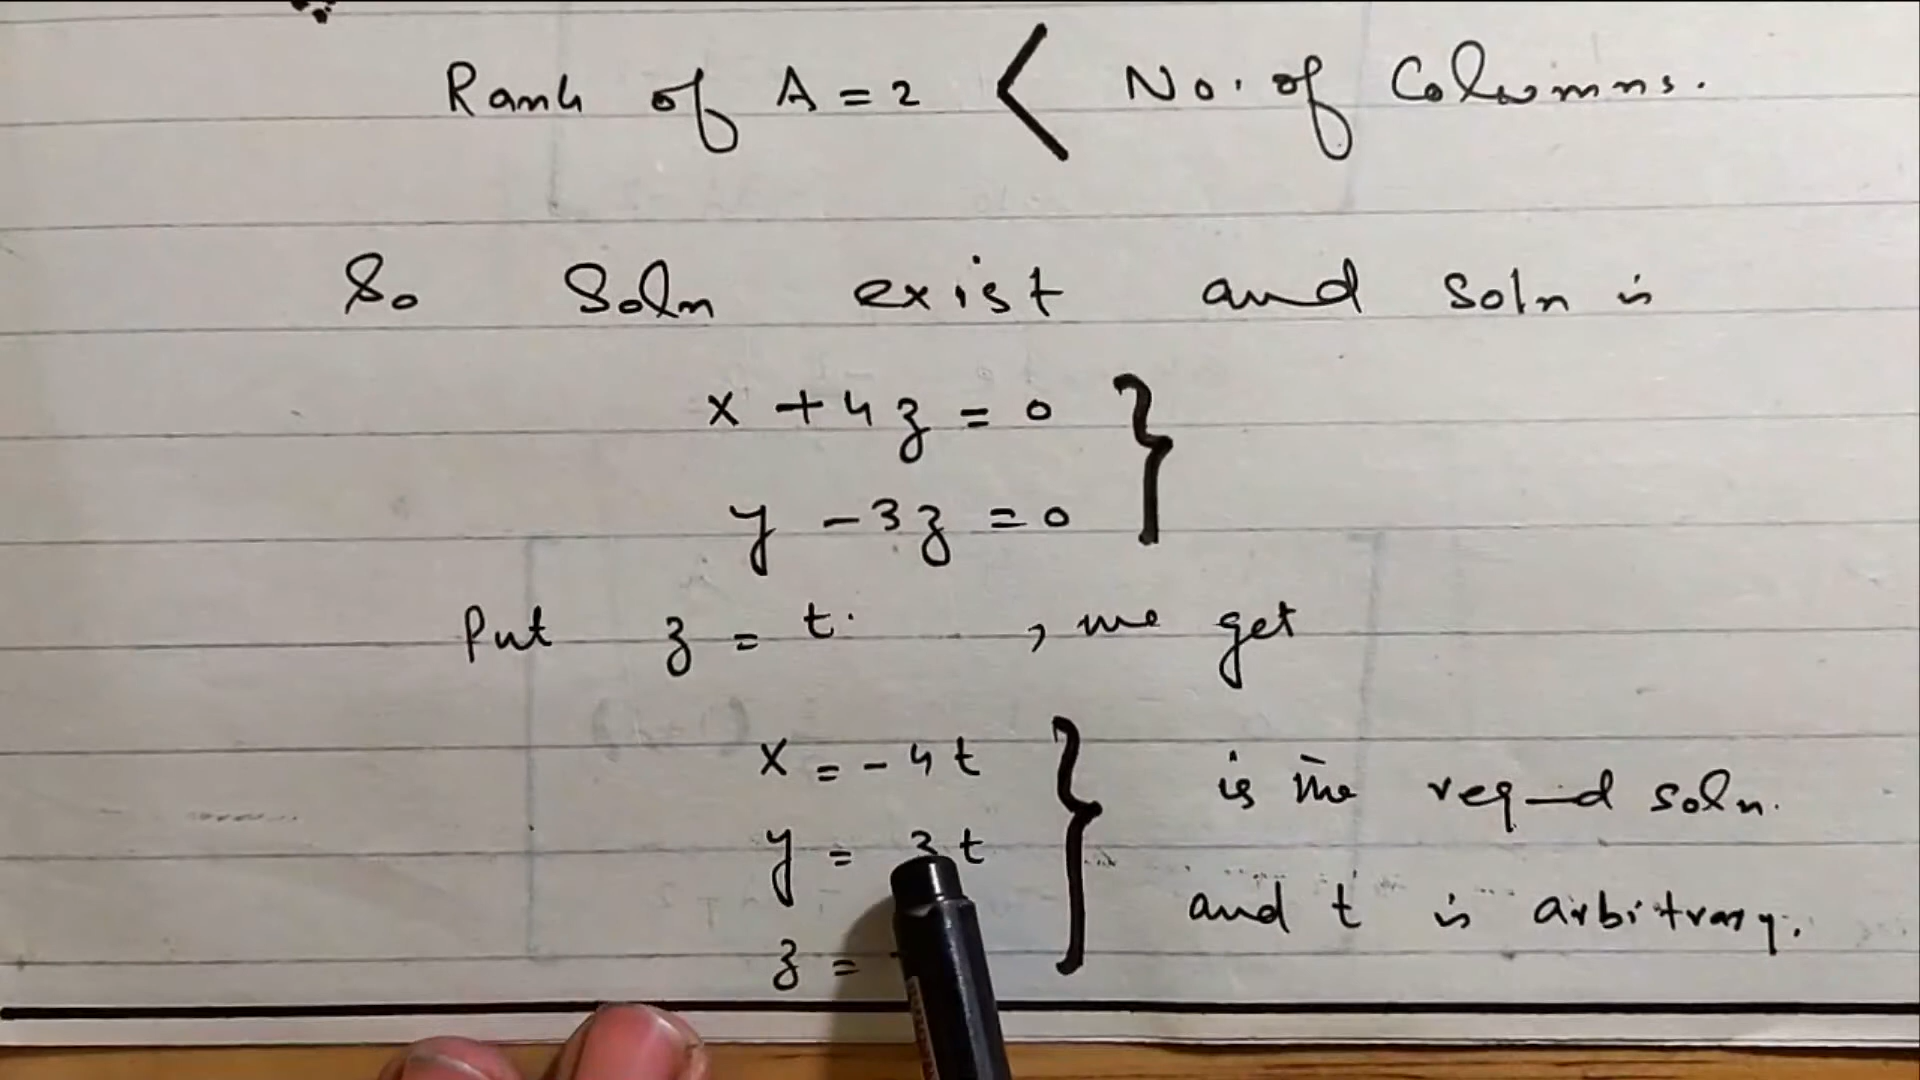 Rank of A = 2 < No. of Columns.
So Soln exist and soln is
x + 4z = 0
y - 3z = 0
Put z = t. , we get
x = - 4t
is the req-d soln.
y = 3t
and t is arbitrary.
z =